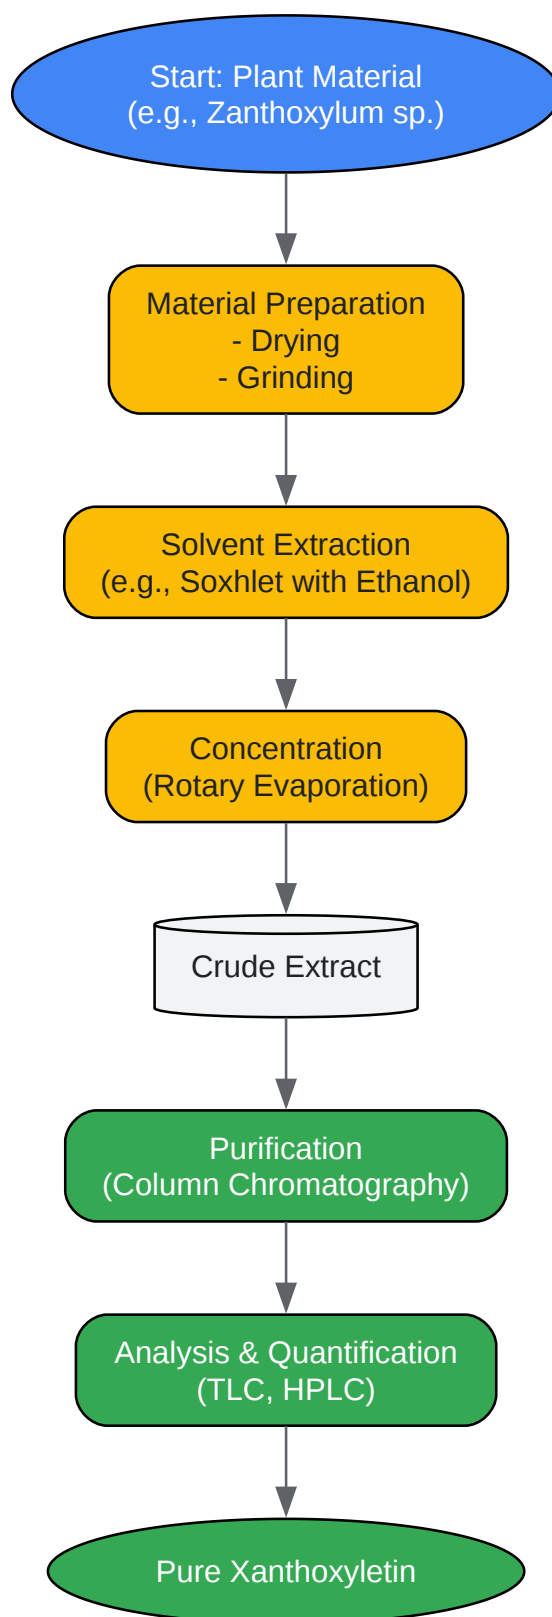 Start: Plant Material
(e.g., Zanthoxylum sp.)
Material Preparation
- Drying
- Grinding
Solvent Extraction
(e.g., Soxhlet with Ethanol)
Concentration
(Rotary Evaporation)
Crude Extract
Purification
(Column Chromatography)
Analysis & Quantification
(TLC, HPLC)
Pure Xanthoxyletin